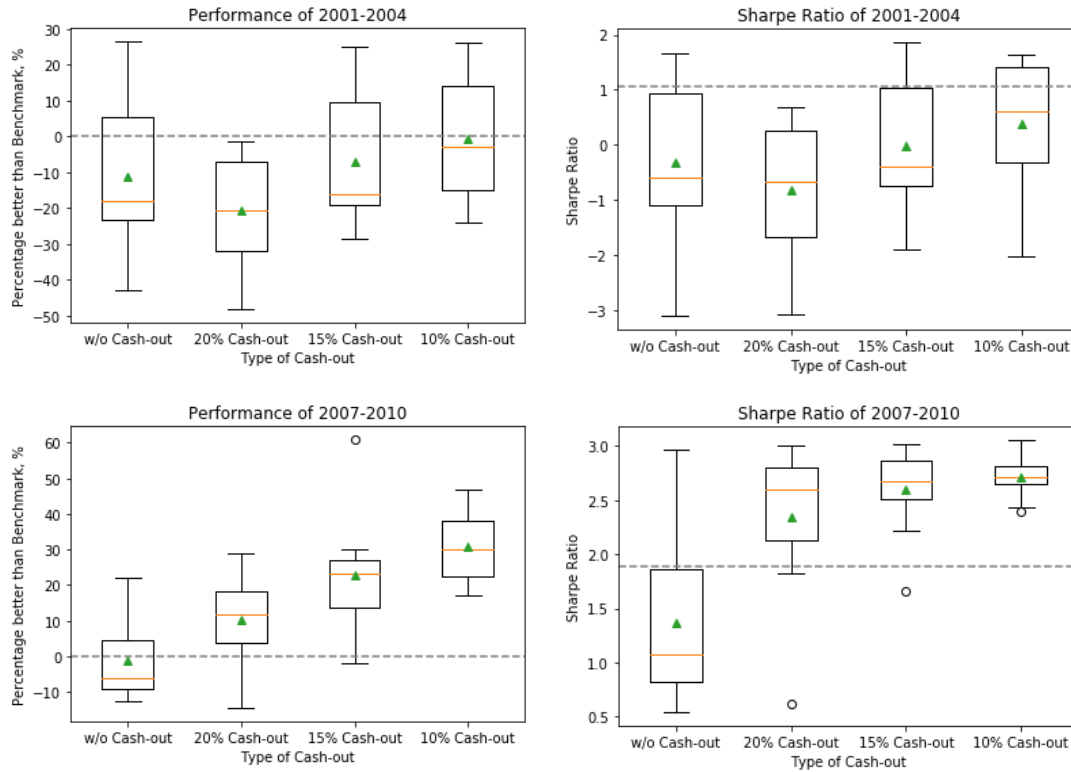 Performance of 2001-2004
Percentage better than Benchmark, %
30
20
10
0
−10
−20
−30
−40
−50
w/o Cash-out 20% Cash-out 15% Cash-out 10% Cash-out
Type of Cash-out
Sharpe Ratio of 2001-2004
Sharpe Ratio
2
1
0
−1
−2
−3
w/o Cash-out 20% Cash-out 15% Cash-out 10% Cash-out
Type of Cash-out
Performance of 2007-2010
Percentage better than Benchmark, %
60
50
40
30
20
10
0
−10
w/o Cash-out 20% Cash-out 15% Cash-out 10% Cash-out
Type of Cash-out
Sharpe Ratio of 2007-2010
Sharpe Ratio
3.0
2.5
2.0
1.5
1.0
0.5
w/o Cash-out 20% Cash-out 15% Cash-out 10% Cash-out
Type of Cash-out